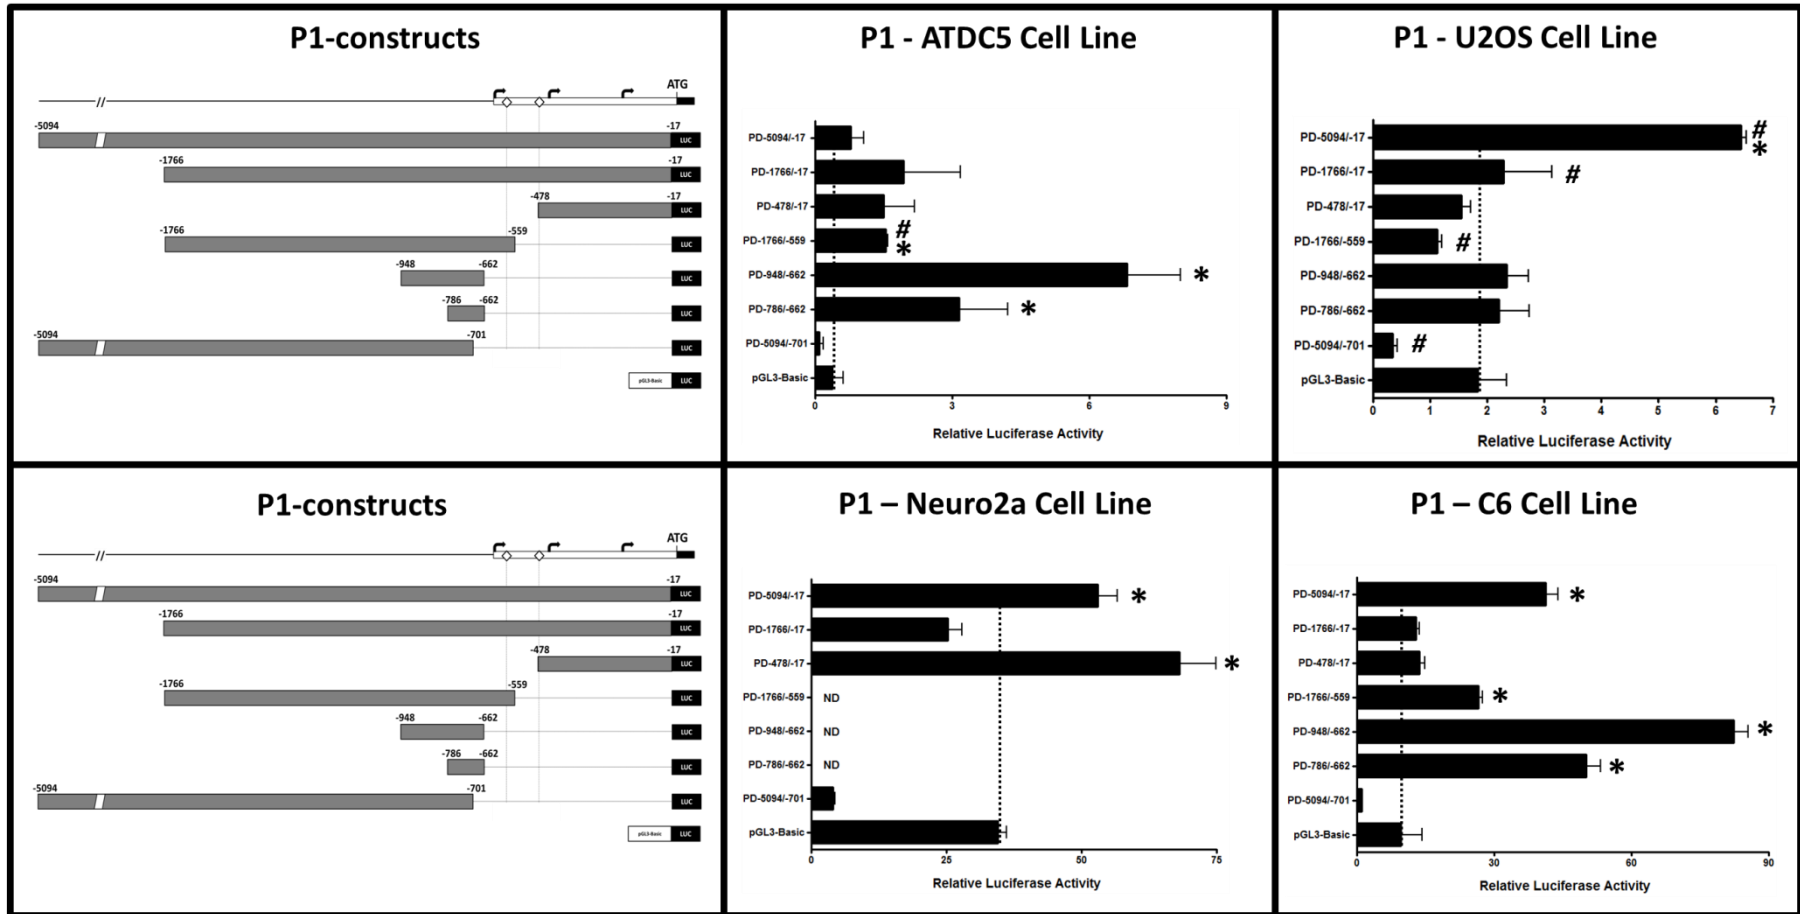 P1-constructs
ATG
//
-5094
-17
LUC
-1766
-17
LUC
-478
-17
LUC
-1766
-559
LUC
-948
-662
LUC
-786
-662
LUC
-5094
-701
LUC
pGL3-Basic
LUC
P1 - ATDC5 Cell Line
PD-5094/-17
PD-1766/-17
PD-478/-17
PD-1766/-559
#
*
PD-948/-662
*
PD-786/-662
*
PD-5094/-701
pGL3-Basic
0
3
6
9
Relative Luciferase Activity
P1 - U2OS Cell Line
PD-5094/-17
#
*
PD-1766/-17
#
PD-478/-17
PD-1766/-559
#
PD-948/-662
PD-786/-662
PD-5094/-701
#
pGL3-Basic
0
1
2
3
4
5
6
7
Relative Luciferase Activity
P1-constructs
ATG
//
-5094
-17
LUC
-1766
-17
LUC
-478
-17
LUC
-1766
-559
LUC
-948
-662
LUC
-786
-662
LUC
-5094
-701
LUC
pGL3-Basic
LUC
P1 – Neuro2a Cell Line
PD-5094/-17
*
PD-1766/-17
PD-478/-17
*
PD-1766/-559
ND
PD-948/-662
ND
PD-786/-662
ND
PD-5094/-701
pGL3-Basic
0
25
50
75
Relative Luciferase Activity
P1 – C6 Cell Line
PD-5094/-17
*
PD-1766/-17
PD-478/-17
PD-1766/-559
*
PD-948/-662
*
PD-786/-662
*
PD-5094/-701
pGL3-Basic
0
30
60
90
Relative Luciferase Activity